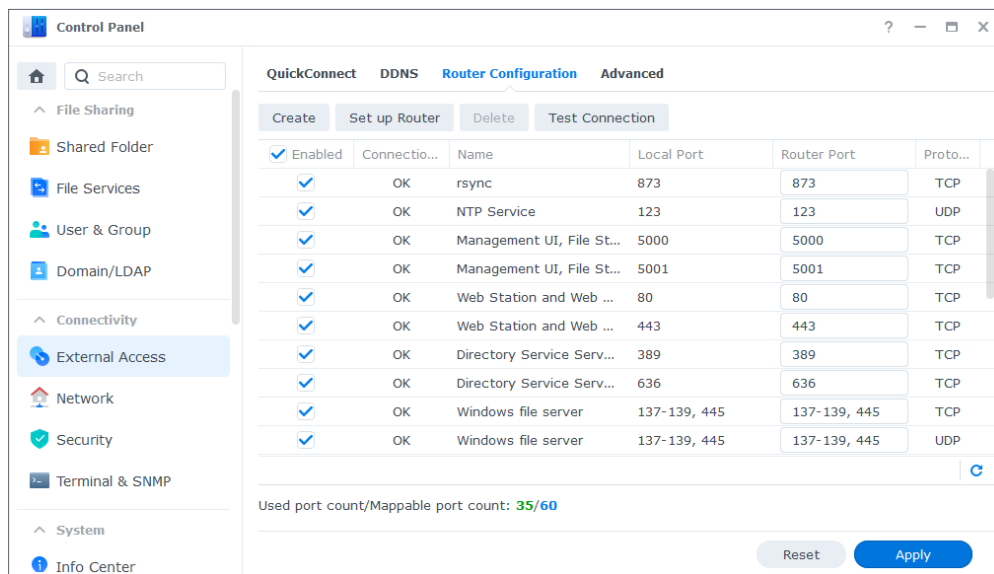 Control Panel
Search
File Sharing
Shared Folder
File Services
User & Group
Domain/LDAP
Connectivity
External Access
Network
Security
Terminal & SNMP
System
Info Center
QuickConnect DDNS Router Configuration Advanced
Create Set up Router Delete Test Connection
Enabled Connectio... Name Local Port Router Port Proto...
OK rsync 873 873 TCP
OK NTP Service 123 123 UDP
OK Management UI, File St... 5000 5000 TCP
OK Management UI, File St... 5001 5001 TCP
OK Web Station and Web ... 80 80 TCP
OK Web Station and Web ... 443 443 TCP
OK Directory Service Serv... 389 389 TCP
OK Directory Service Serv... 636 636 TCP
OK Windows file server 137-139, 445 137-139, 445 TCP
OK Windows file server 137-139, 445 137-139, 445 UDP
Used port count/Mappable port count: 35/60
Reset Apply